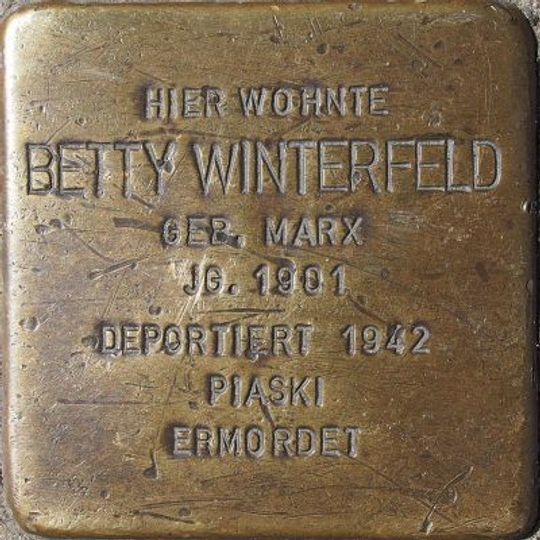 HIER WOHNTE
BETTY WINTERFELD
GEB. MARX
JG. 1901
DEPORTIERT 1942
PIASKI
ERMORDET